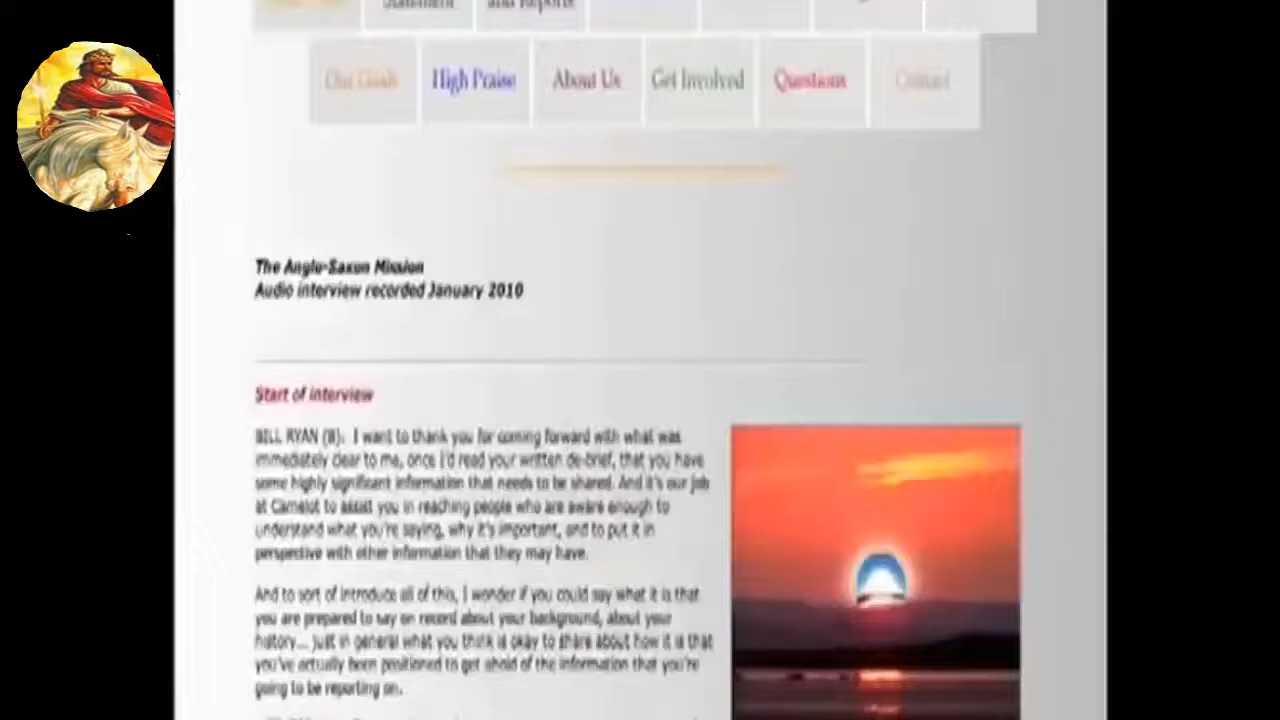 Statement
and Reports
Our Goals
High Praise
About Us
Get Involved
Questions
Contact
The Anglo-Saxon Mission
Audio interview recorded January 2010
Start of interview
BILL RYAN (B): I want to thank you for coming forward with what was
immediately clear to me, once I'd read your written de-brief, that you have
some highly significant information that needs to be shared. And it's our job
at Camelot to assist you in reaching people who are aware enough to
understand what you're saying, why it's important, and to put it in
perspective with other information that they may have.
And to sort of introduce all of this, I wonder if you could say what it is that
you are prepared to say on record about your background, about your
history... just in general what you think is okay to share about how it is that
you've actually been positioned to get ahold of the information that you're
going to be reporting on.